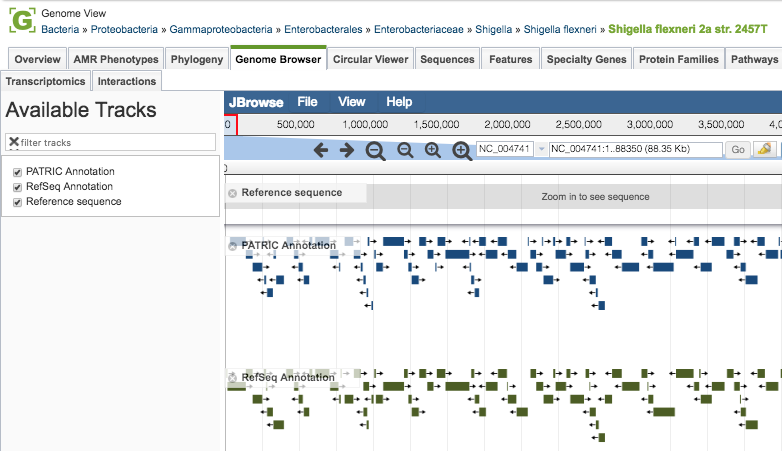 G Genome View
Bacteria » Proteobacteria » Gammaproteobacteria » Enterobacterales » Enterobacteriaceae » Shigella » Shigella flexneri » Shigella flexneri 2a str. 2457T
Overview AMR Phenotypes Phylogeny Genome Browser Circular Viewer Sequences Features Specialty Genes Protein Families Pathways
Transcriptomics Interactions
Available Tracks
filter tracks
PATRIC Annotation
RefSeq Annotation
Reference sequence
JBrowse File View Help
0 500,000 1,000,000 1,500,000 2,000,000 2,500,000 3,000,000 3,500,000 4,0
NC_004741 NC_004741:1..88350 (88.35 Kb) Go
0
Reference sequence Zoom in to see sequence
PATRIC Annotation
RefSeq Annotation